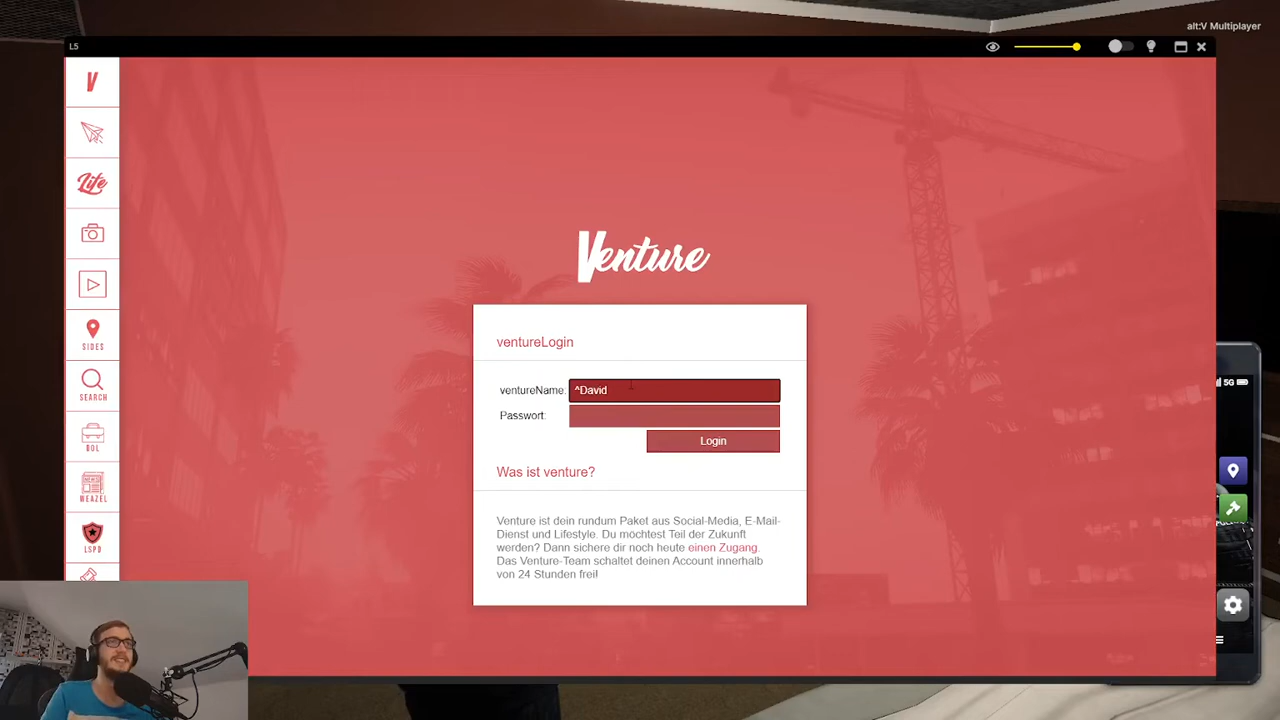 alt:V Multiplayer
L5
V
Life
SIDES
SEARCH
DOL
WEAZEL
LSPD
Venture
ventureLogin
ventureName: ^David
Passwort:
Login
Was ist venture?
Venture ist dein rundum Paket aus Social-Media, E-Mail-
Dienst und Lifestyle. Du möchtest Teil der Zukunft
werden? Dann sichere dir noch heute einen Zugang.
Das Venture-Team schaltet deinen Account innerhalb
von 24 Stunden frei!
5G